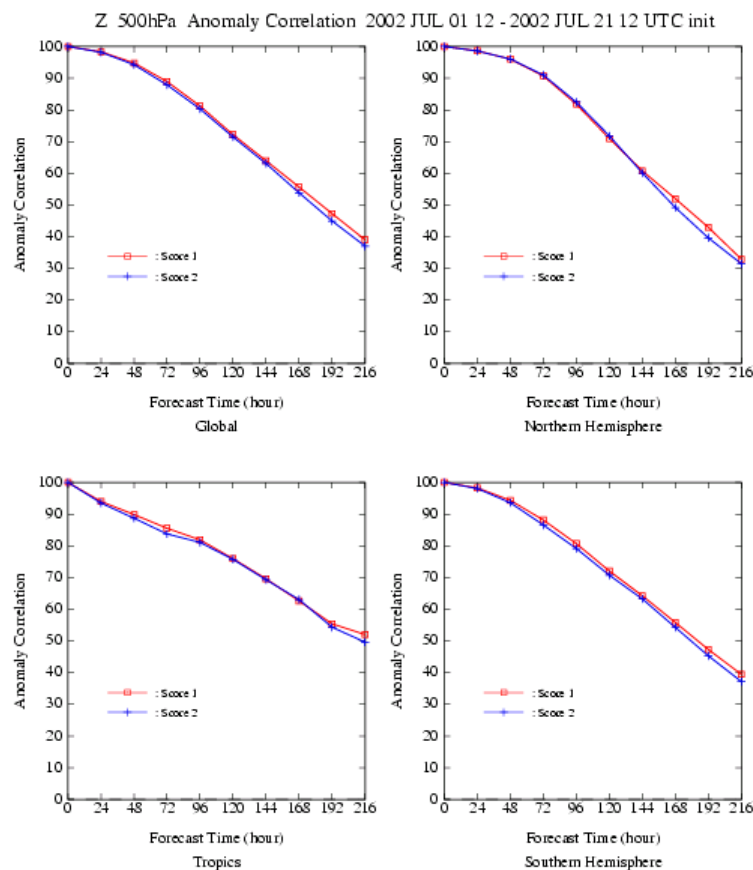 Z 500hPa Anomaly Correlation 2002 JUL 01 12 - 2002 JUL 21 12 UTC init
100
90
80
70
60
50
40
30
20
10
0
Anomaly Correlation
: Score 1
: Score 2
0 24 48 72 96 120 144 168 192 216
Forecast Time (hour)
Global
100
90
80
70
60
50
40
30
20
10
0
Anomaly Correlation
: Score 1
: Score 2
0 24 48 72 96 120 144 168 192 216
Forecast Time (hour)
Northern Hemisphere
100
90
80
70
60
50
40
30
20
10
0
Anomaly Correlation
: Score 1
: Score 2
0 24 48 72 96 120 144 168 192 216
Forecast Time (hour)
Tropics
100
90
80
70
60
50
40
30
20
10
0
Anomaly Correlation
: Score 1
: Score 2
0 24 48 72 96 120 144 168 192 216
Forecast Time (hour)
Southern Hemisphere